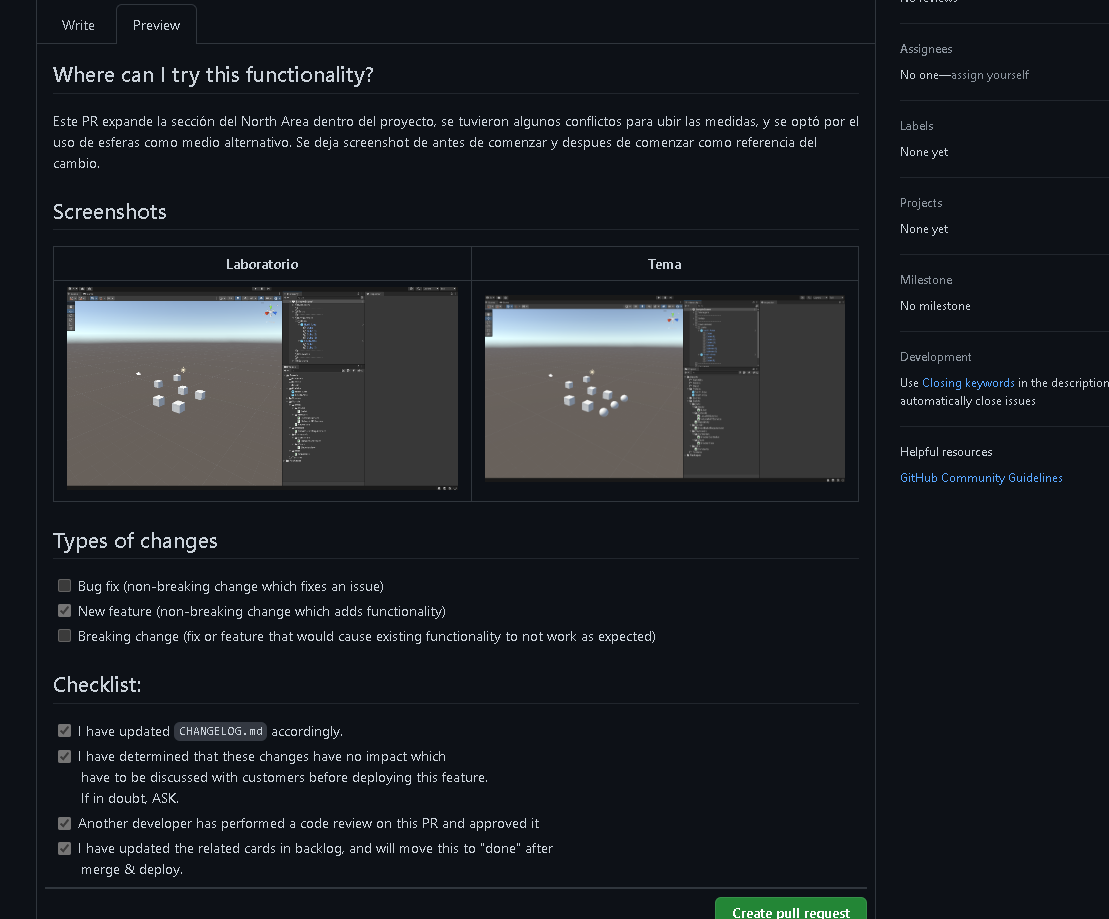 Write
Preview
Where can I try this functionality?
Este PR expande la sección del North Area dentro del proyecto, se tuvieron algunos conflictos para ubir las medidas, y se optó por el
uso de esferas como medio alternativo. Se deja screenshot de antes de comenzar y despues de comenzar como referencia del
cambio.
Screenshots
Laboratorio
Tema
Types of changes
Bug fix (non-breaking change which fixes an issue)
New feature (non-breaking change which adds functionality)
Breaking change (fix or feature that would cause existing functionality to not work as expected)
Checklist:
I have updated CHANGELOG.md accordingly.
I have determined that these changes have no impact which
have to be discussed with customers before deploying this feature.
If in doubt, ASK.
Another developer has performed a code review on this PR and approved it
I have updated the related cards in backlog, and will move this to "done" after
merge & deploy.
Create pull request
No reviews
Assignees
No one—assign yourself
Labels
None yet
Projects
None yet
Milestone
No milestone
Development
Use Closing keywords in the description
automatically close issues
Helpful resources
GitHub Community Guidelines